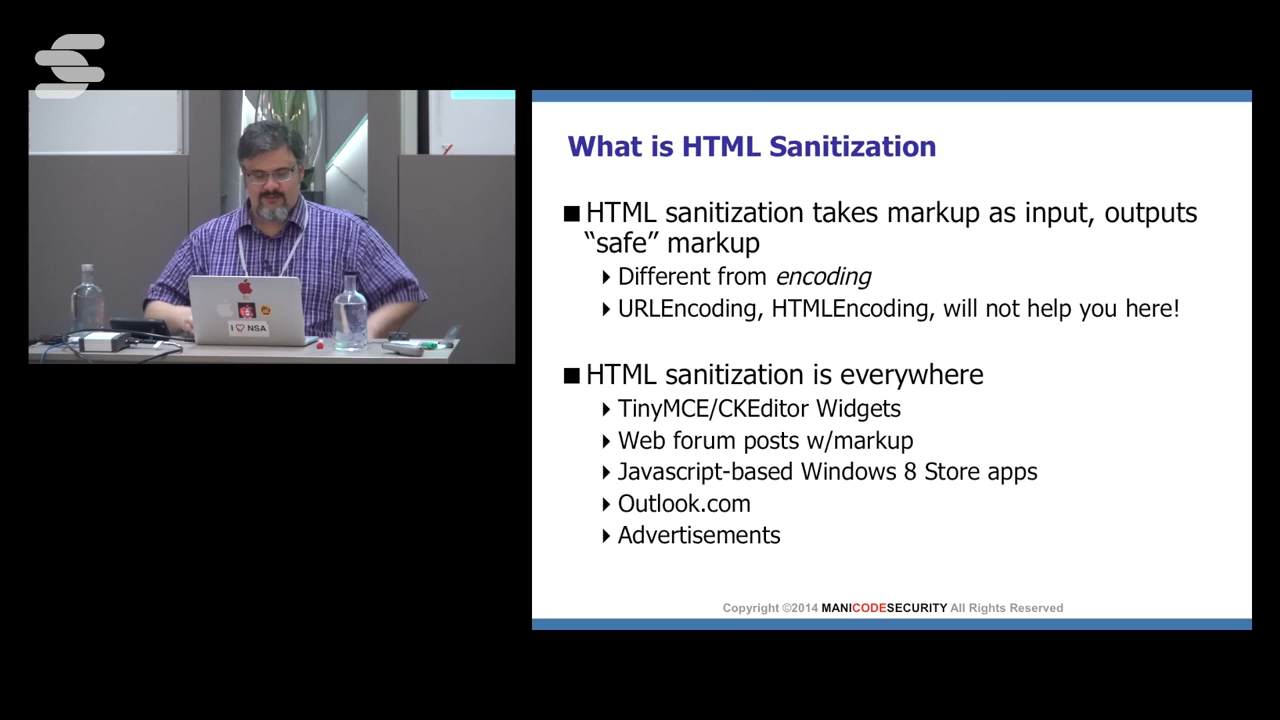 What is HTML Sanitization
HTML sanitization takes markup as input, outputs
“safe” markup
Different from encoding
URLEncoding, HTMLEncoding, will not help you here!
HTML sanitization is everywhere
TinyMCE/CKEditor Widgets
Web forum posts w/markup
Javascript-based Windows 8 Store apps
Outlook.com
Advertisements
Copyright ©2014 MANICODESECURITY All Rights Reserved
I ♡ NSA